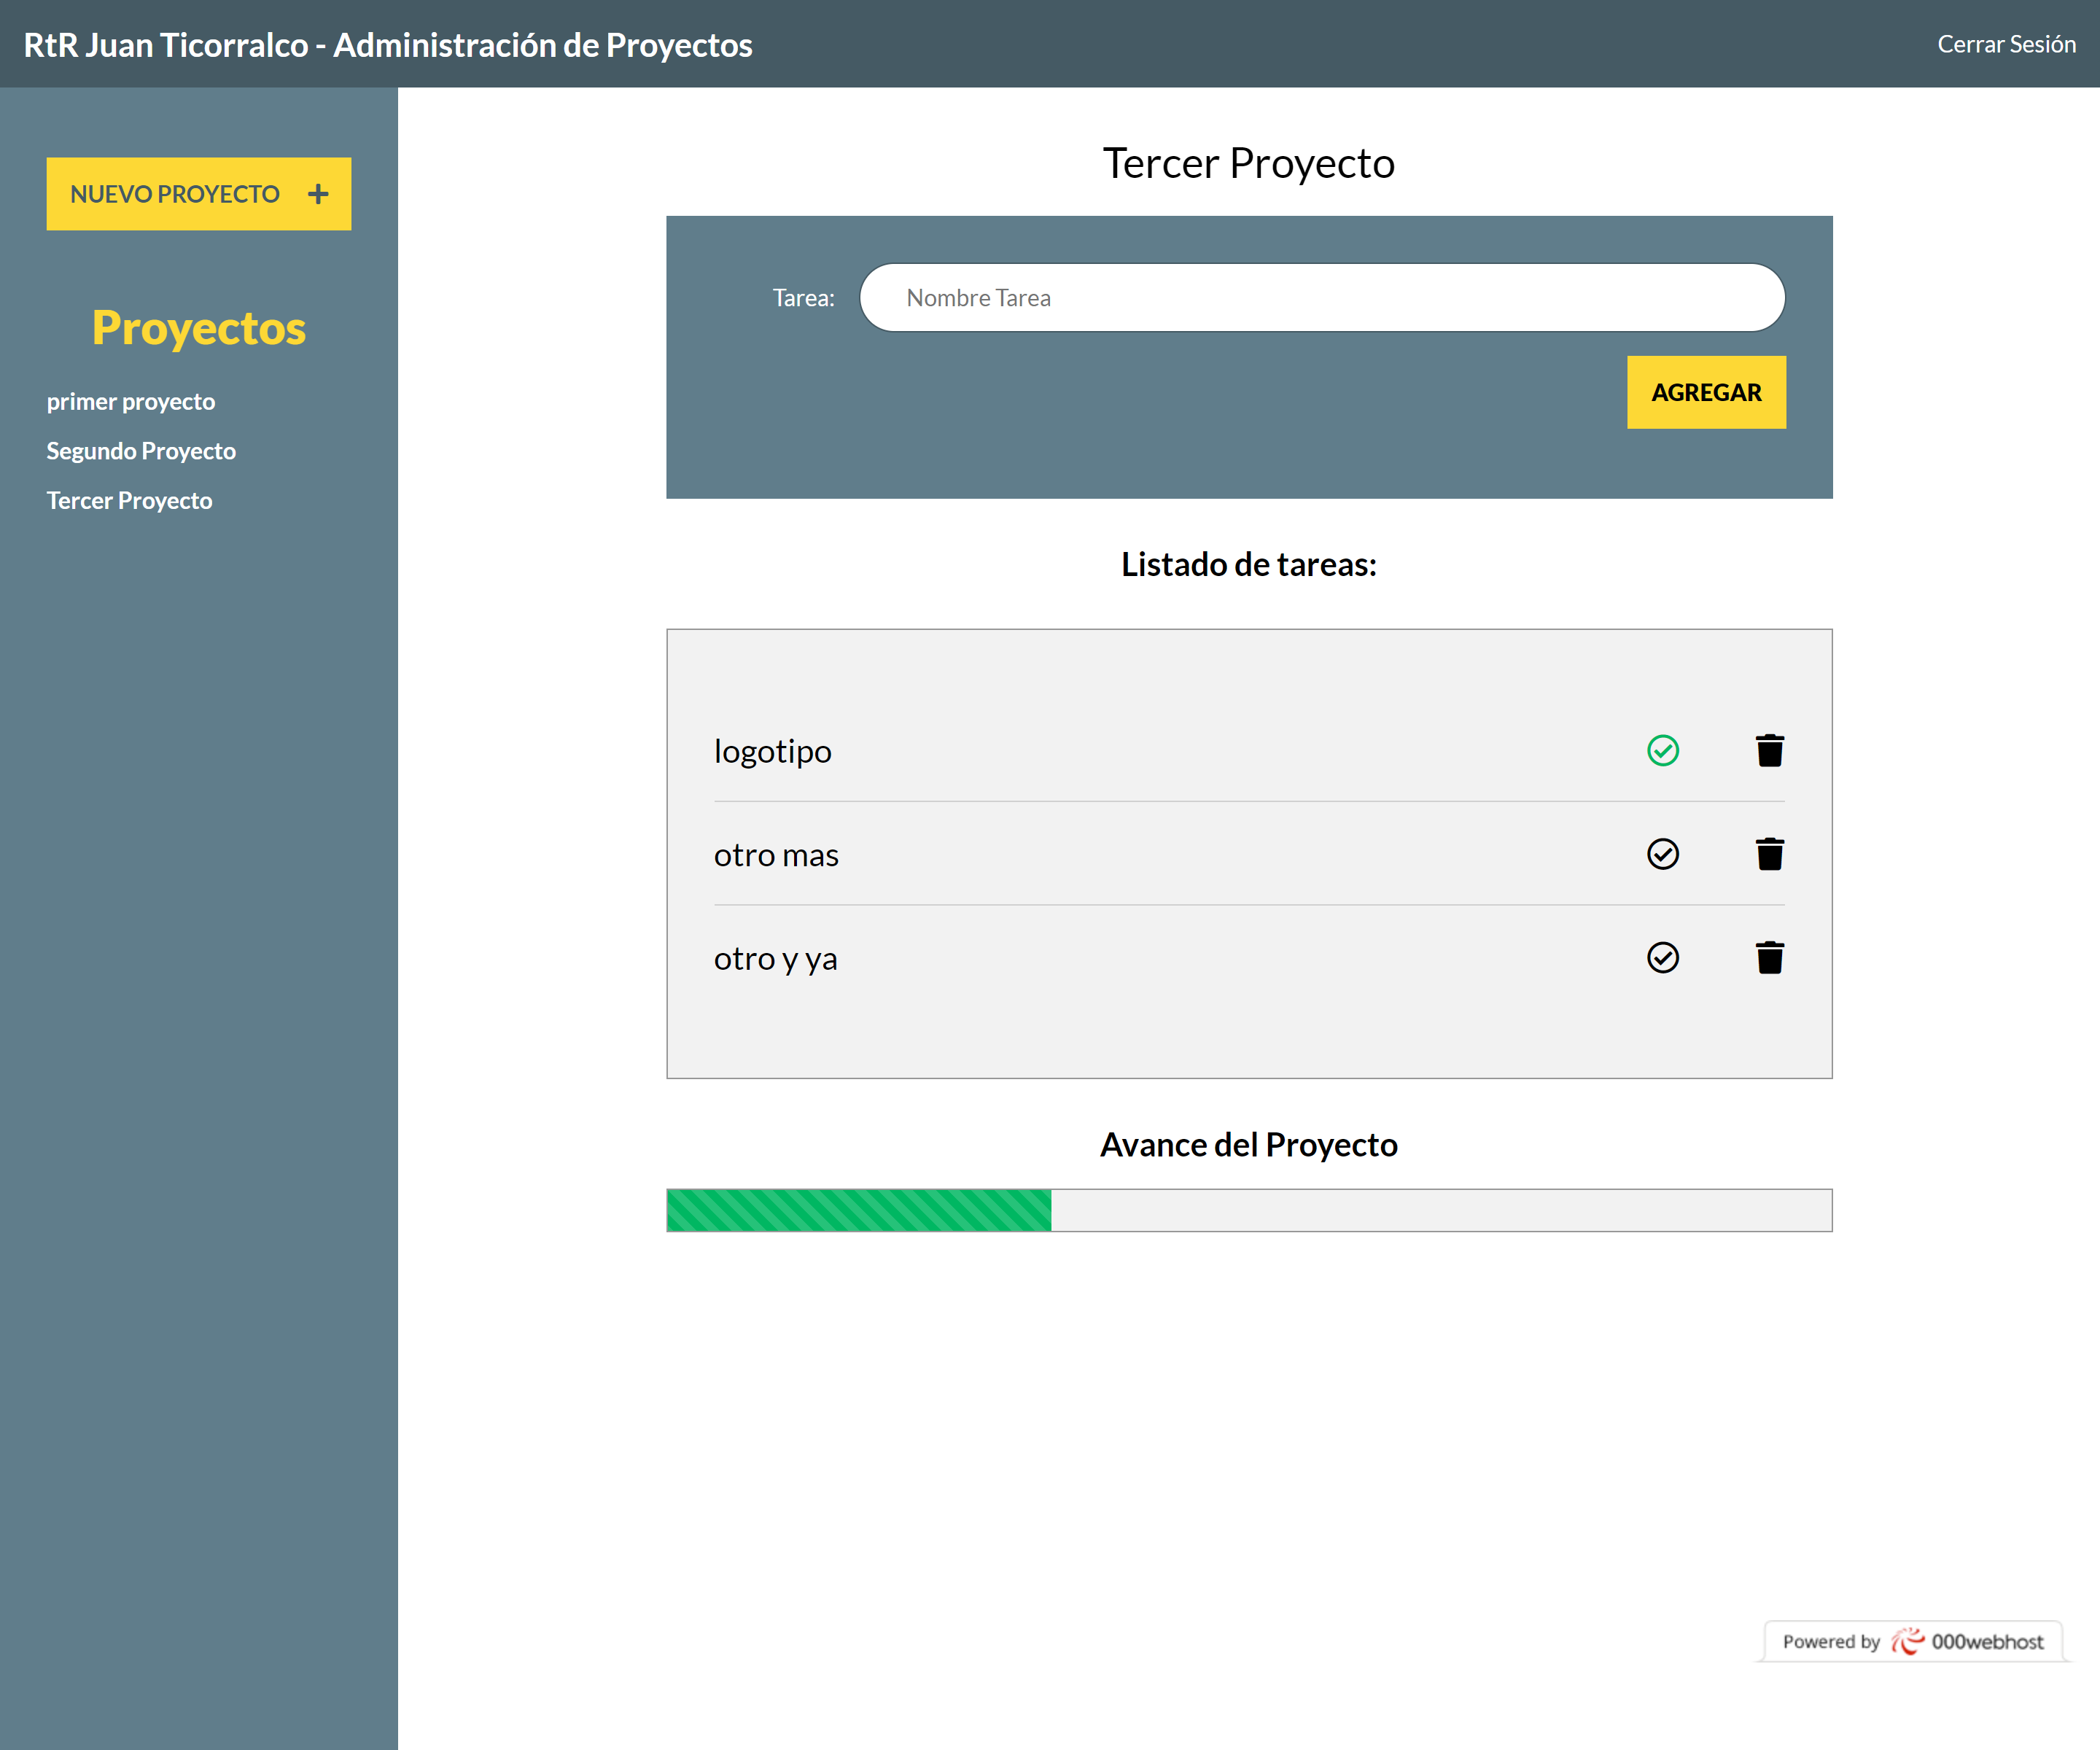 RtR Juan Ticorralco - Administración de Proyectos
Cerrar Sesión
NUEVO PROYECTO +
Proyectos
primer proyecto
Segundo Proyecto
Tercer Proyecto
Tercer Proyecto
Tarea:
Nombre Tarea
AGREGAR
Listado de tareas:
logotipo
otro mas
otro y ya
Avance del Proyecto
Powered by 000webhost